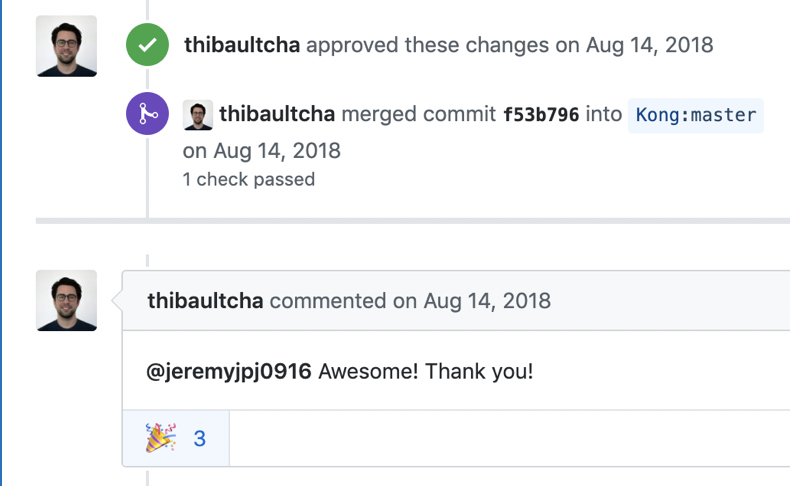 thibaultcha approved these changes on Aug 14, 2018
thibaultcha merged commit f53b796 into Kong:master
on Aug 14, 2018
1 check passed
thibaultcha commented on Aug 14, 2018
@jeremyjpj0916 Awesome! Thank you!
🎉 3